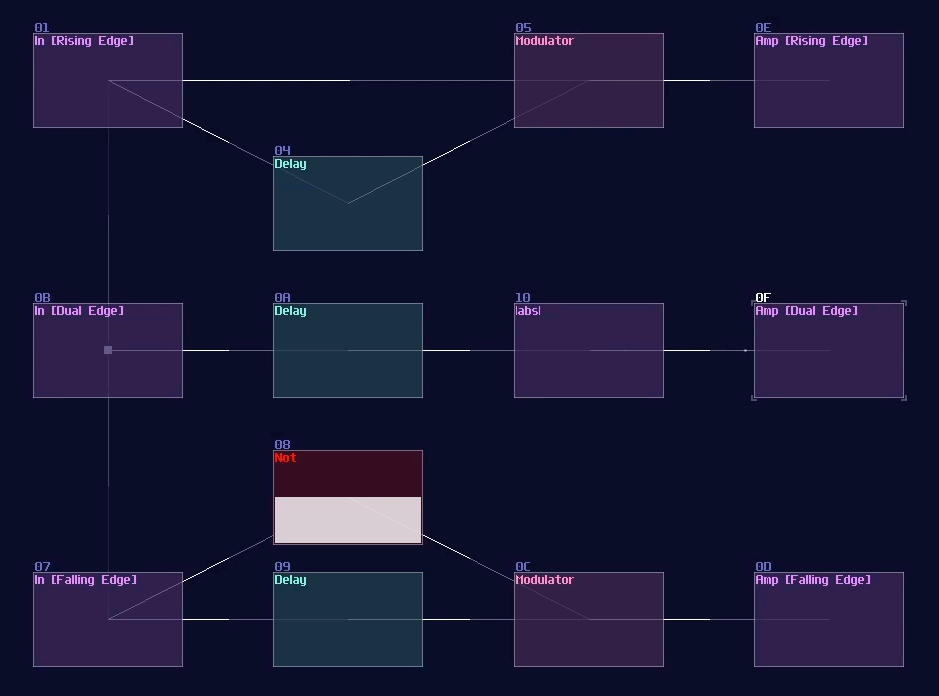 01
In [Rising Edge]
05
Modulator
0E
Amp [Rising Edge]
04
Delay
0B
In [Dual Edge]
0A
Delay
10
|abs|
0F
Amp [Dual Edge]
08
Not
07
In [Falling Edge]
09
Delay
0C
Modulator
0D
Amp [Falling Edge]